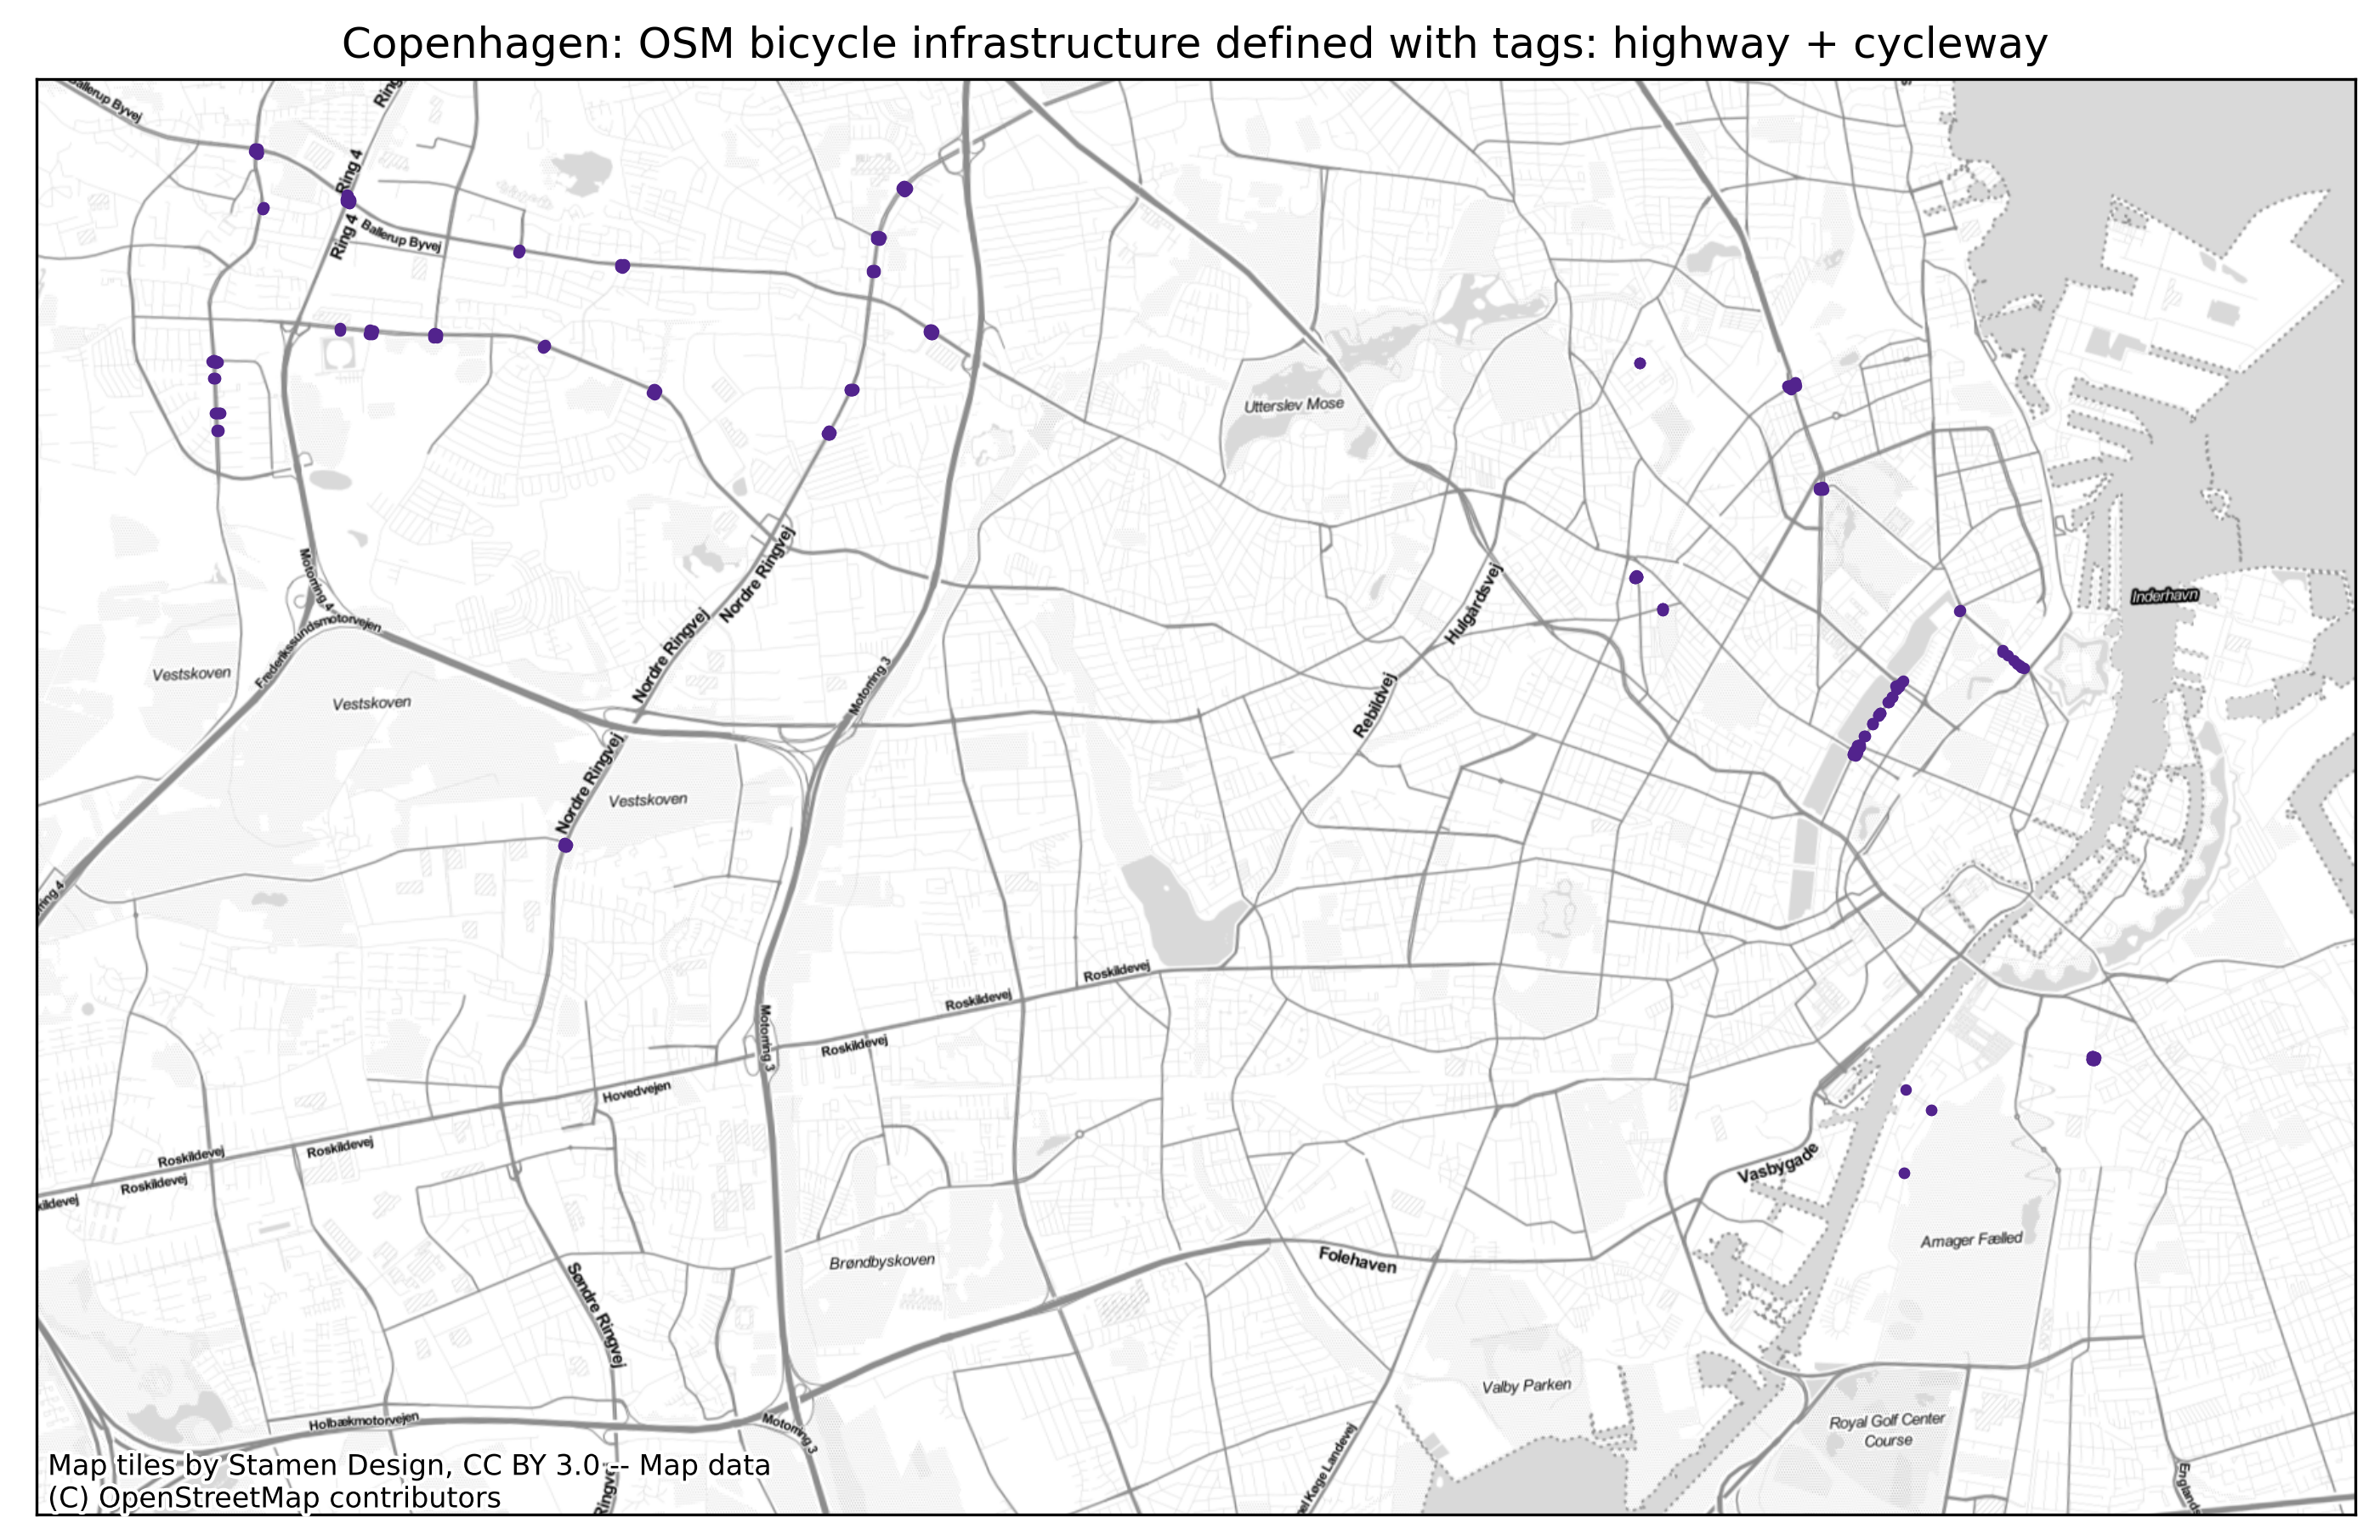 Copenhagen: OSM bicycle infrastructure defined with tags: highway + cycleway
Ballerup Byvej
Ring
Ring 4
Ring 4
Ballerup Byvej
Utterslev Mose
Inderhavn
Motorring 4
Frederikssundsmotorvejen
Nordre Ringvej
Nordre Ringvej
Hulgårdsvej
Vestskoven
Vestskoven
Motorring 3
Rebildvej
Nordre Ringvej
Vestskoven
ring 4
Roskildevej
Roskildevej
Motorring 3
Roskildevej
Hovedvejen
Roskildevej
Roskildevej
Roskildevej
kildevej
Vasbygade
Amager Fælled
Brøndbyskoven
Folehaven
Søndre Ringvej
Valby Parken
Royal Golf Center
Course
Holbækmotorvejen
Motorring 3
el Køge Landevej
Englands
Ringve
Map tiles by Stamen Design, CC BY 3.0 -- Map data
(C) OpenStreetMap contributors